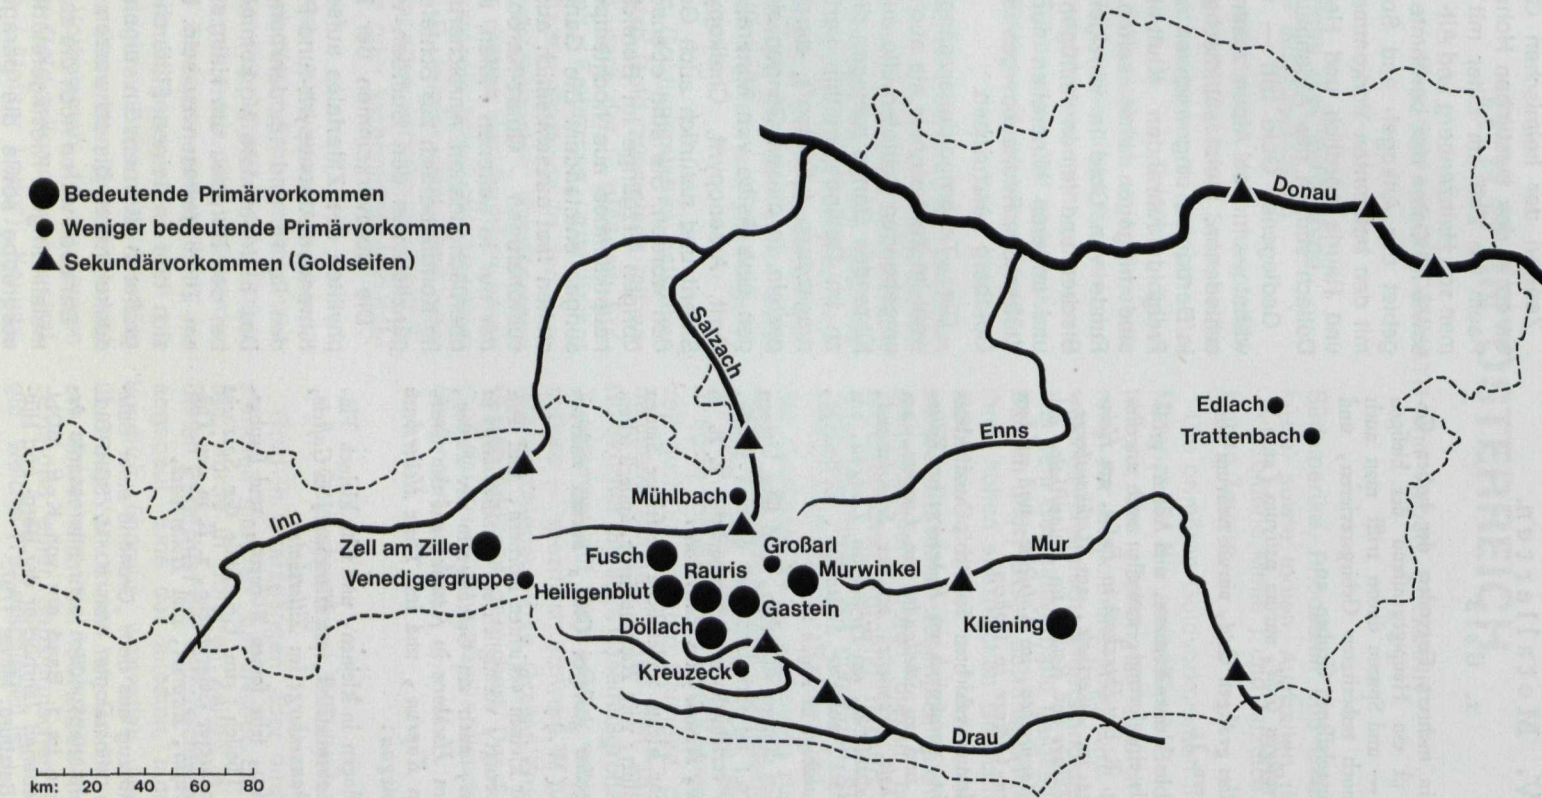 Bedeutende Primärvorkommen
Weniger bedeutende Primärvorkommen
Sekundärvorkommen (Goldseifen)
Donau
Salzach
Enns
Edlach
Trattenbach
Inn
Mühlbach
Zell am Ziller
Venedigergruppe
Fusch
Großarl
Mur
Rauris
Murwinkel
Heiligenblut
Gastein
Döllach
Kliening
Kreuzeck
Drau
km: 20 40 60 80